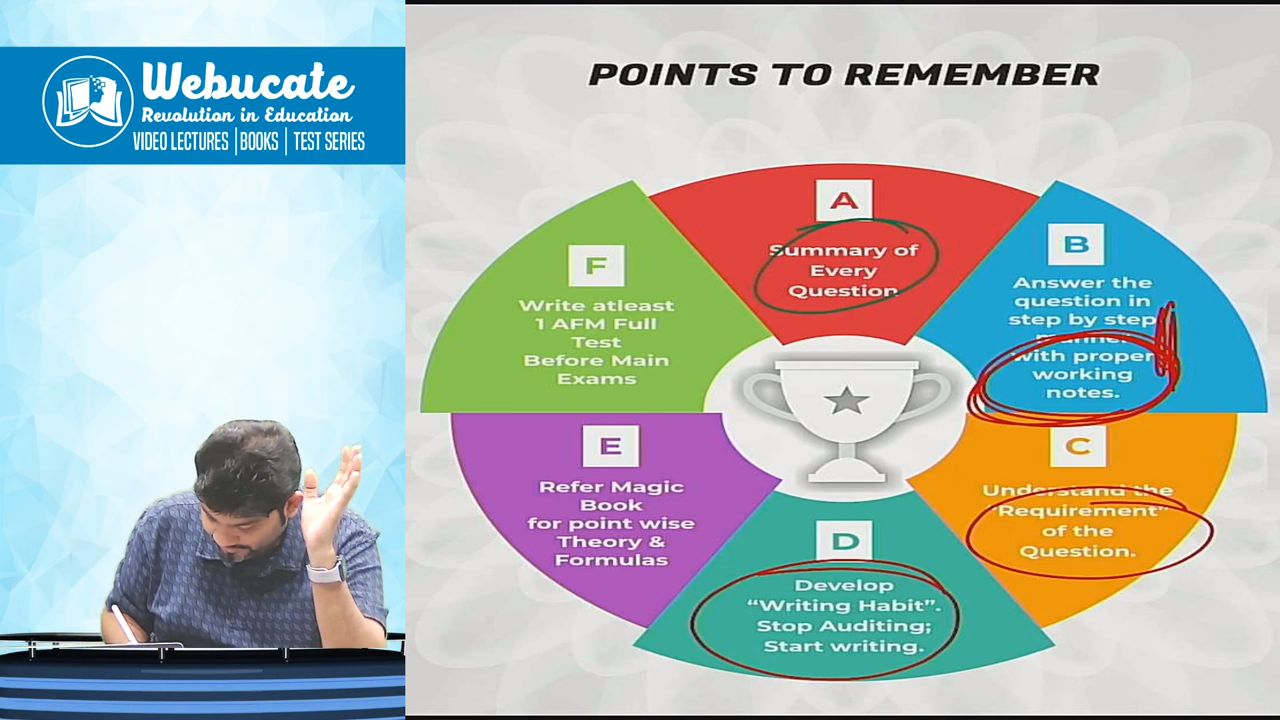 Webucate
Revolution in Education
VIDEO LECTURES | BOOKS | TEST SERIES
POINTS TO REMEMBER
A
Summary of
Every
Question
B
Answer the
question in
step by step
manner
with proper
working
notes.
C
Understand the
"Requirement"
of the
Question.
D
Develop
"Writing Habit".
Stop Auditing;
Start writing.
E
Refer Magic
Book
for point wise
Theory &
Formulas
F
Write atleast
1 AFM Full
Test
Before Main
Exams